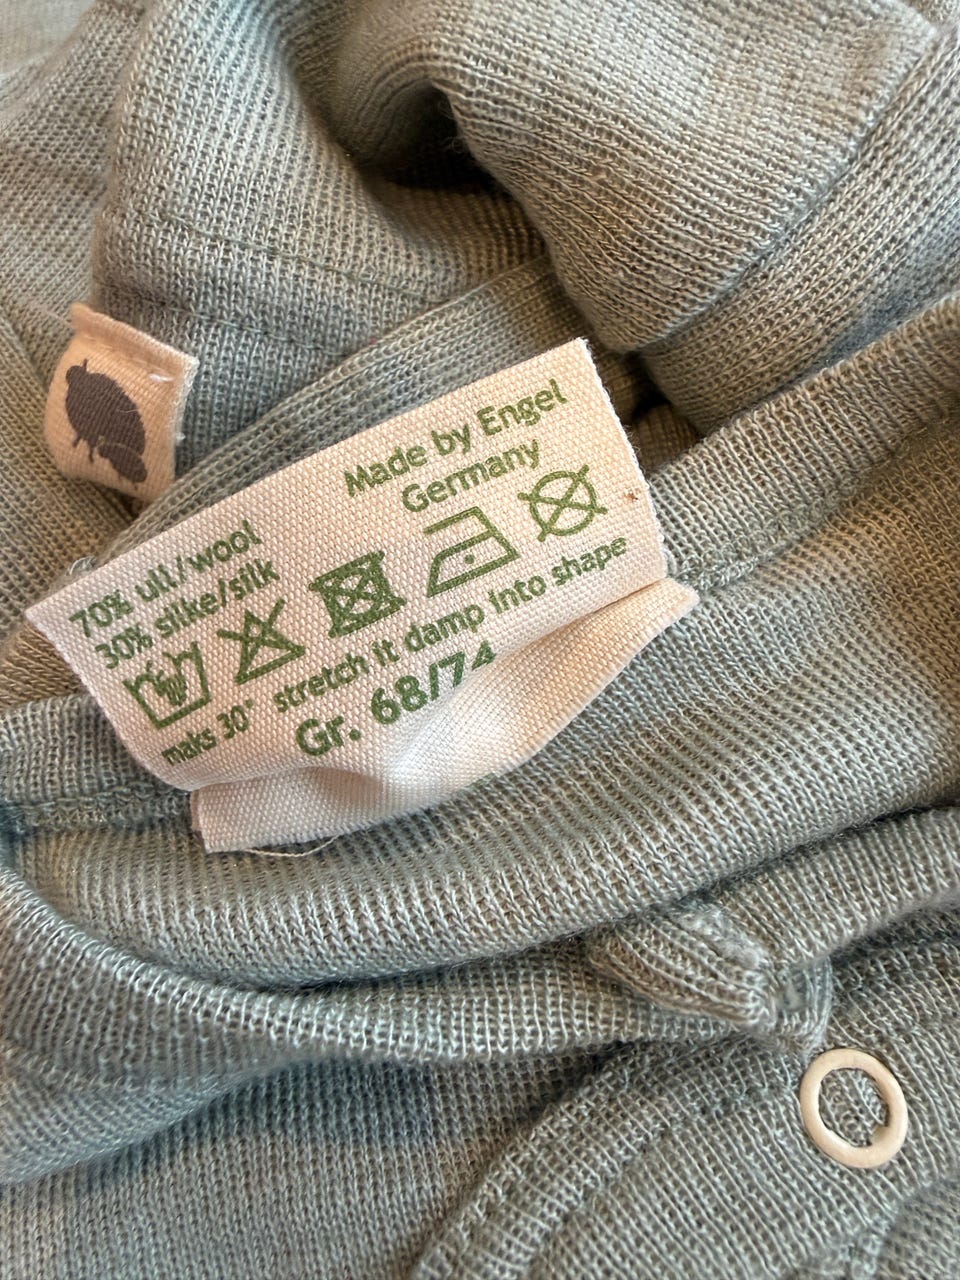 Made by Engel
Germany
70% ull/wool
30% silke/silk
maks 30° stretch it damp into shape
Gr. 68/74